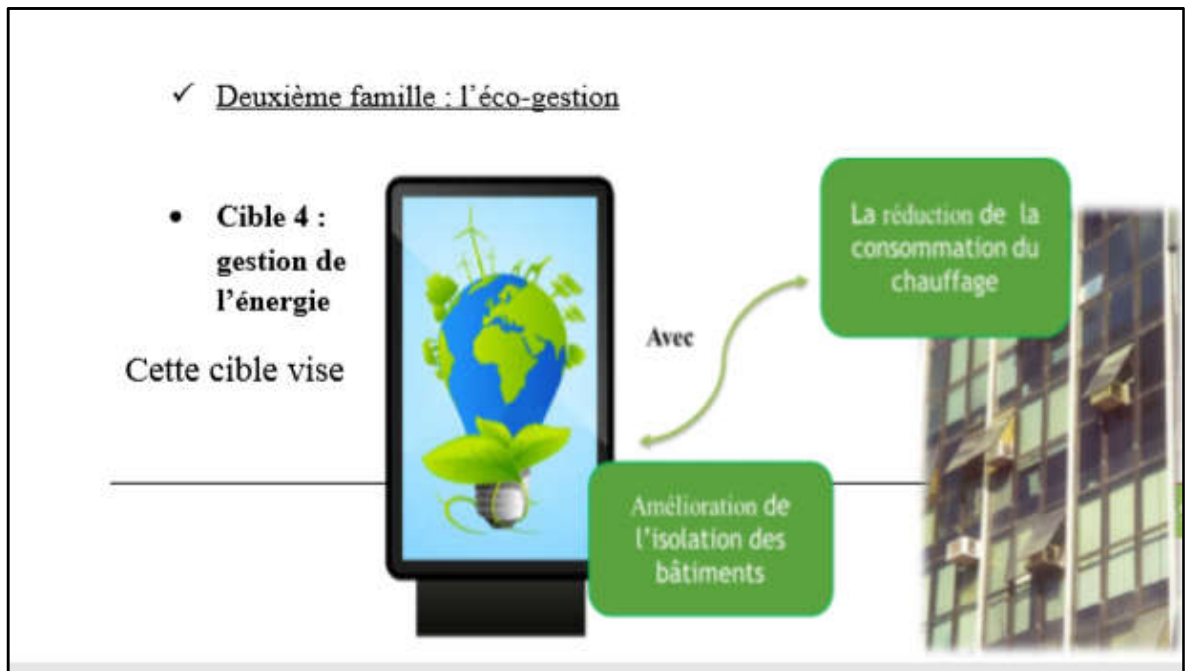 ✓ Deuxième famille : l'éco-gestion
• Cible 4 :
gestion de
l'énergie
Cette cible vise
Avec
La réduction de la
consommation du
chauffage
Amélioration de
l'isolation des
bâtiments